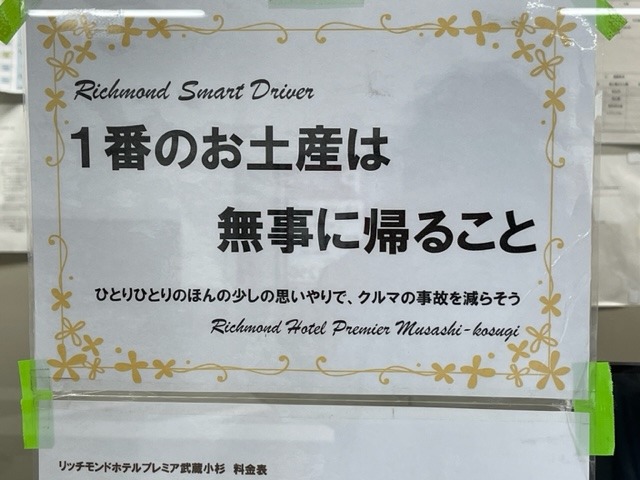 Richmond Smart Driver
1番のお土産は
無事に帰ること
ひとりひとりのほんの少しの思いやりで、クルマの事故を減らそう
Richmond Hotel Premier Musashi-kosugi
リッチモンドホテルプレミア武蔵小杉 料金表